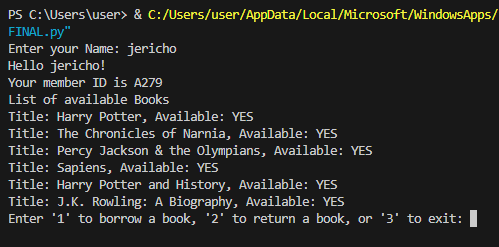 PS C:\Users\user> & C:/Users/user/AppData/Local/Microsoft/WindowsApps/
FINAL.py"
Enter your Name: jericho
Hello jericho!
Your member ID is A279
List of available Books
Title: Harry Potter, Available: YES
Title: The Chronicles of Narnia, Available: YES
Title: Percy Jackson & the Olympians, Available: YES
Title: Sapiens, Available: YES
Title: Harry Potter and History, Available: YES
Title: J.K. Rowling: A Biography, Available: YES
Enter '1' to borrow a book, '2' to return a book, or '3' to exit: